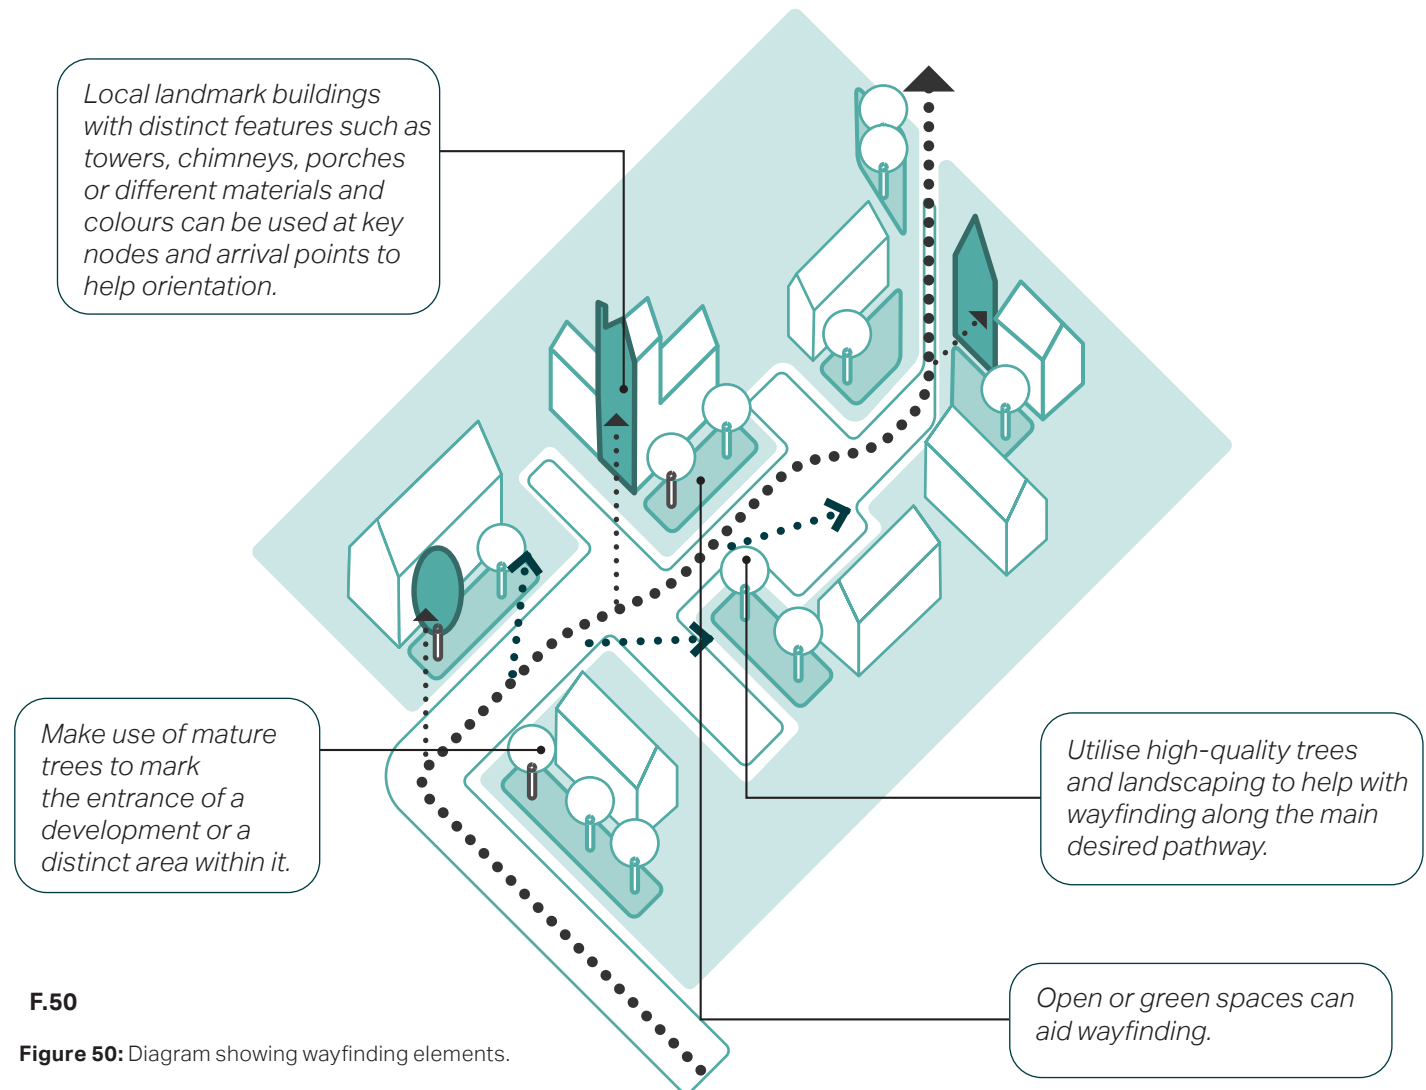 Local landmark buildings
with distinct features such as
towers, chimneys, porches
or different materials and
colours can be used at key
nodes and arrival points to
help orientation.
Make use of mature
trees to mark
the entrance of a
development or a
distinct area within it.
Utilise high-quality trees
and landscaping to help with
wayfinding along the main
desired pathway.
Open or green spaces can
aid wayfinding.
F.50
Figure 50: Diagram showing wayfinding elements.